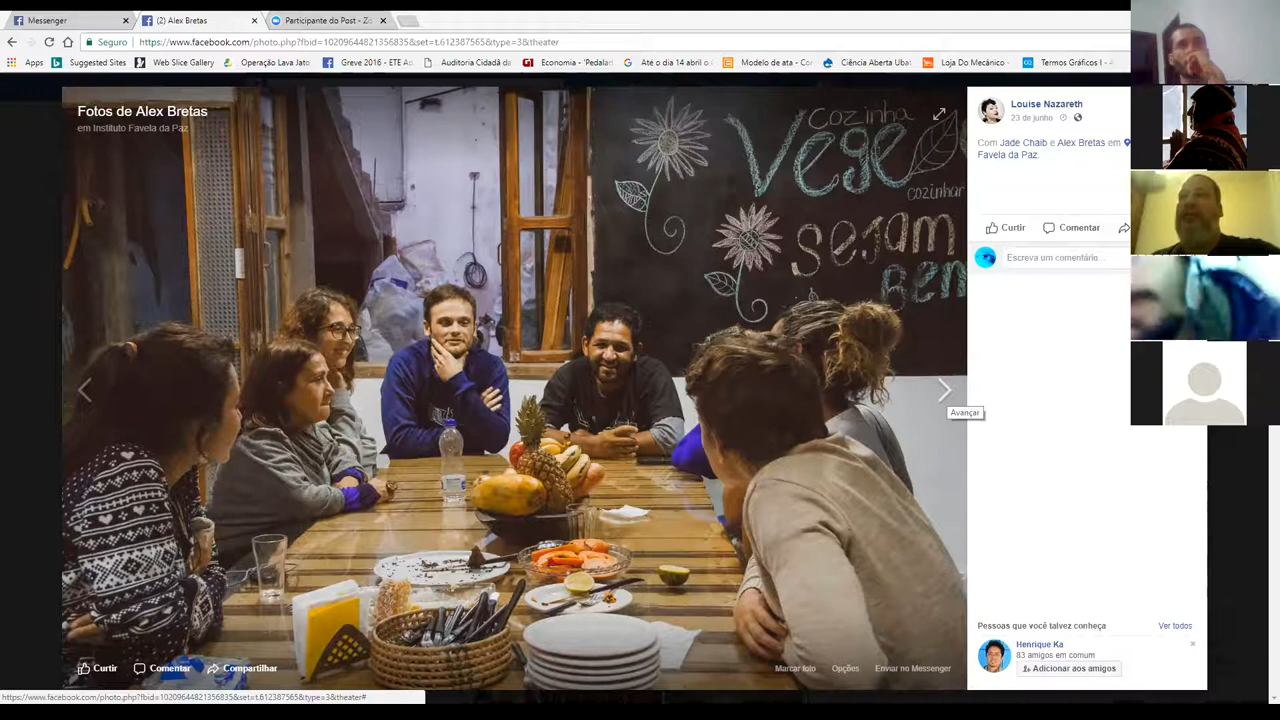 Messenger
(2) Alex Bretas
Participante do Post - Zo
Seguro
https://www.facebook.com/photo.php?fbid=10209644821356835&set=t.612387565&type=3&theater
Apps
Suggested Sites
Web Slice Gallery
Operação Lava Jato
Greve 2016 - ETE Ad
Auditoria Cidadã da
Economia - 'Pedalar
Até o dia 14 abril o
Modelo de ata - Con
Ciência Aberta Ubat
Loja Do Mecânico -
Termos Gráficos I - A
Fotos de Alex Bretas
em Instituto Favela da Paz
Cozinha
Vege
cozinhar
Sejam
Ben
Louise Nazareth
23 de junho
Com Jade Chaib e Alex Bretas em
Favela da Paz.
Curtir
Comentar
Escreva um comentário...
Avançar
Pessoas que você talvez conheça
Ver todos
Henrique Ka
83 amigos em comum
Adicionar aos amigos
Curtir
Comentar
Compartilhar
Marcar foto
Opções
Enviar no Messenger
https://www.facebook.com/photo.php?fbid=10209644821356835&set=t.612387565&type=3&theater#